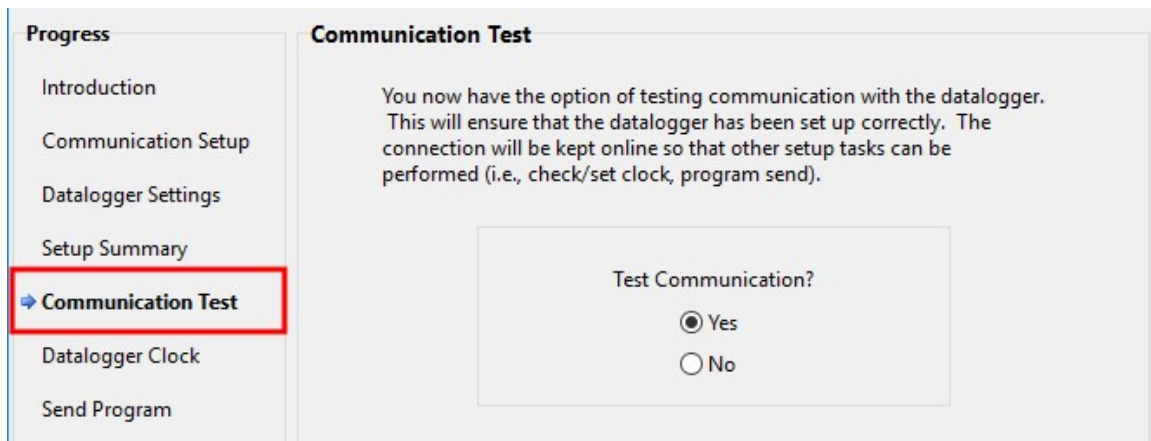 Progress
Introduction
Communication Setup
Datalogger Settings
Setup Summary
Communication Test
Datalogger Clock
Send Program
Communication Test
You now have the option of testing communication with the datalogger.
This will ensure that the datalogger has been set up correctly.  The
connection will be kept online so that other setup tasks can be
performed (i.e., check/set clock, program send).
Test Communication?
Yes
No